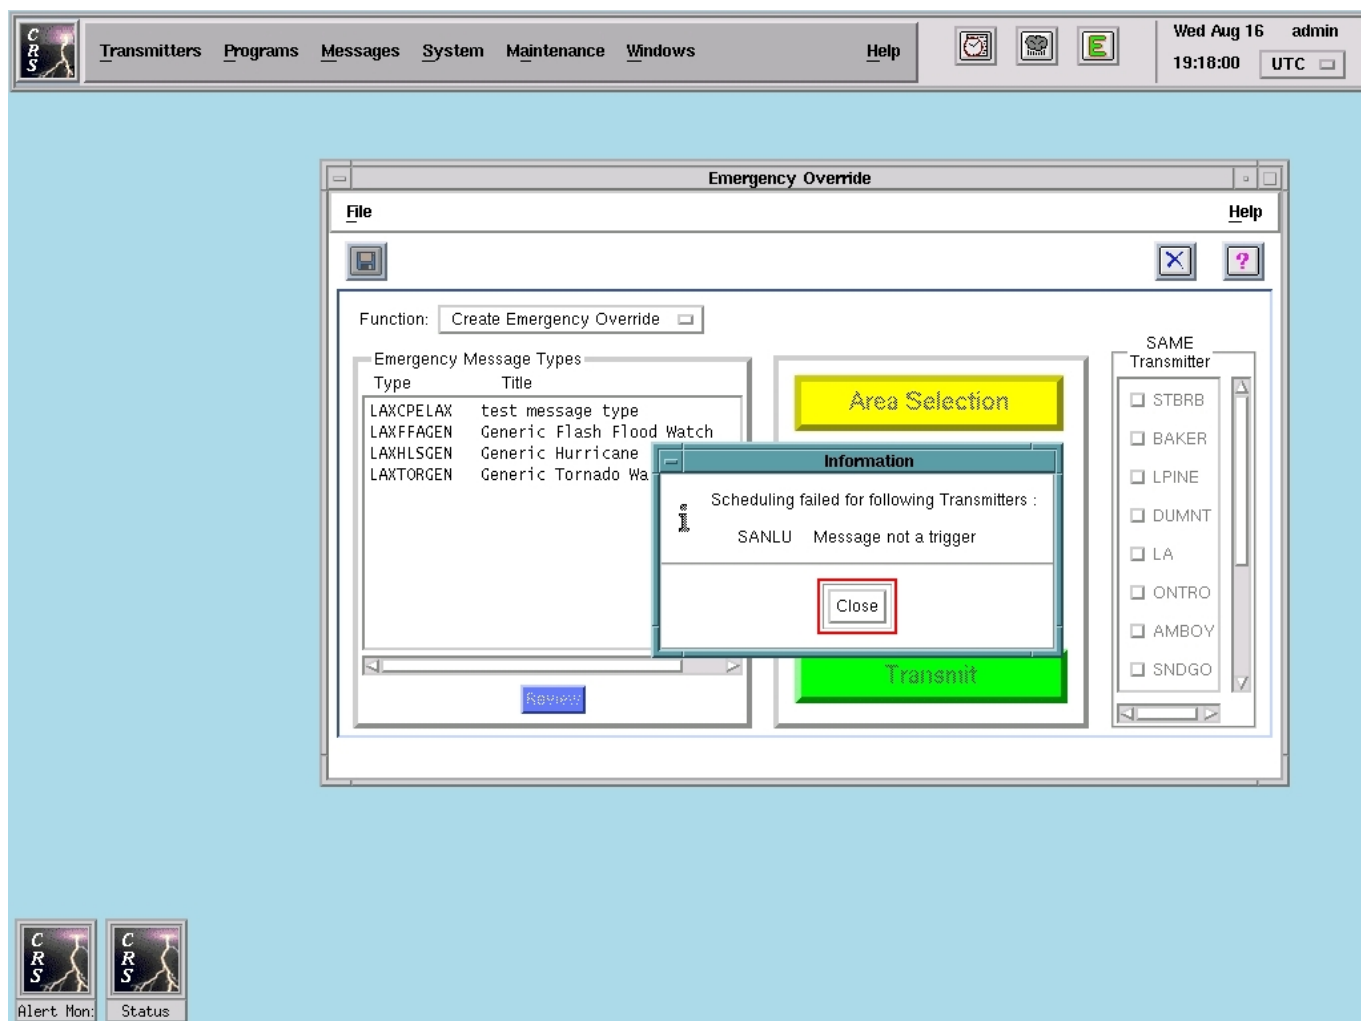 C
R
S
Transmitters Programs Messages System Maintenance Windows Help
E
Wed Aug 16 admin
19:18:00 UTC
Emergency Override
File Help
?
Function: Create Emergency Override
Emergency Message Types
Type Title
LAXCPELAX test message type
LAXFFAGEN Generic Flash Flood Watch
LAXHLSGEN Generic Hurricane
LAXTORGEN Generic Tornado Wa
Review
Area Selection
Transmit
Information
i
Scheduling failed for following Transmitters :
SANLU Message not a trigger
Close
SAME
Transmitter
STBRB
BAKER
LPINE
DUMNT
LA
ONTRO
AMBOY
SNDGO
C
R
S
Alert Mon:
C
R
S
Status